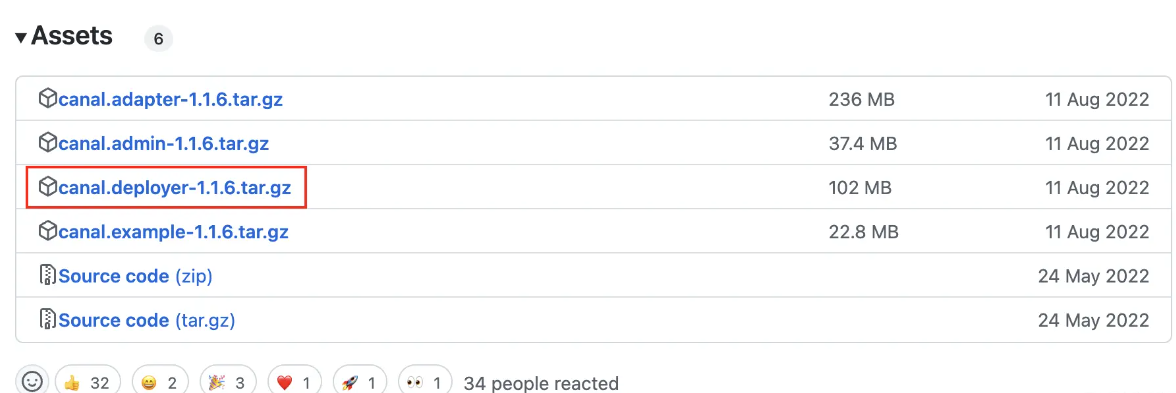 ▾ Assets 6
canal.adapter-1.1.6.tar.gz 236 MB 11 Aug 2022
canal.admin-1.1.6.tar.gz 37.4 MB 11 Aug 2022
canal.deployer-1.1.6.tar.gz 102 MB 11 Aug 2022
canal.example-1.1.6.tar.gz 22.8 MB 11 Aug 2022
Source code (zip) 24 May 2022
Source code (tar.gz) 24 May 2022
👍 32 😄 2 🎉 3 ❤️ 1 🚀 1 👀 1 34 people reacted